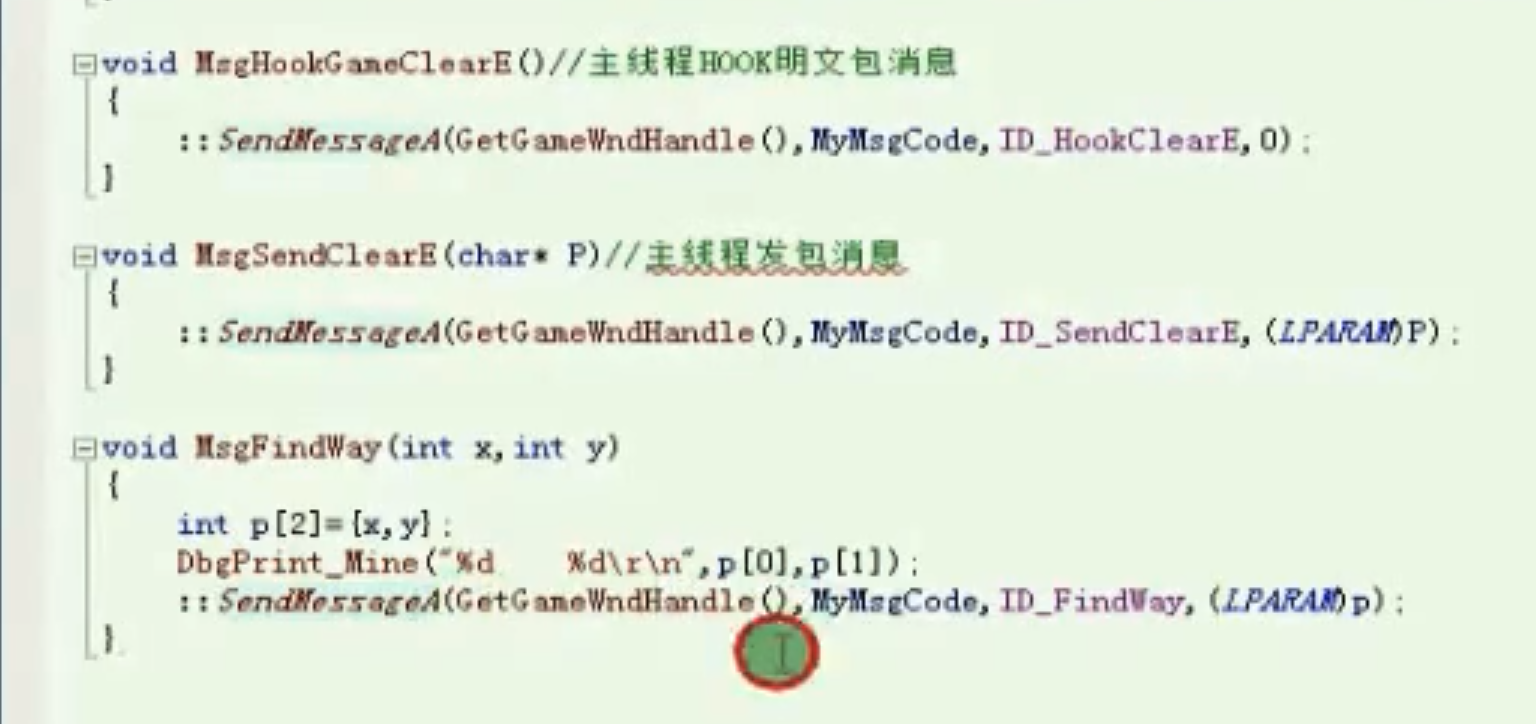 void MsgHookGameClearE()//主线程HOOK明文包消息
{
::SendMessageA(GetGameWndHandle(),MyMsgCode,ID_HookClearE,0);
}
void MsgSendClearE(char* P)//主线程发包消息
{
::SendMessageA(GetGameWndHandle(),MyMsgCode,ID_SendClearE,(LPARAM)P);
}
void MsgFindWay(int x,int y)
{
int p[2]={x,y};
DbgPrint_Mine("%d    %d\r\n",p[0],p[1]);
::SendMessageA(GetGameWndHandle(),MyMsgCode,ID_FindWay,(LPARAM)p);
}